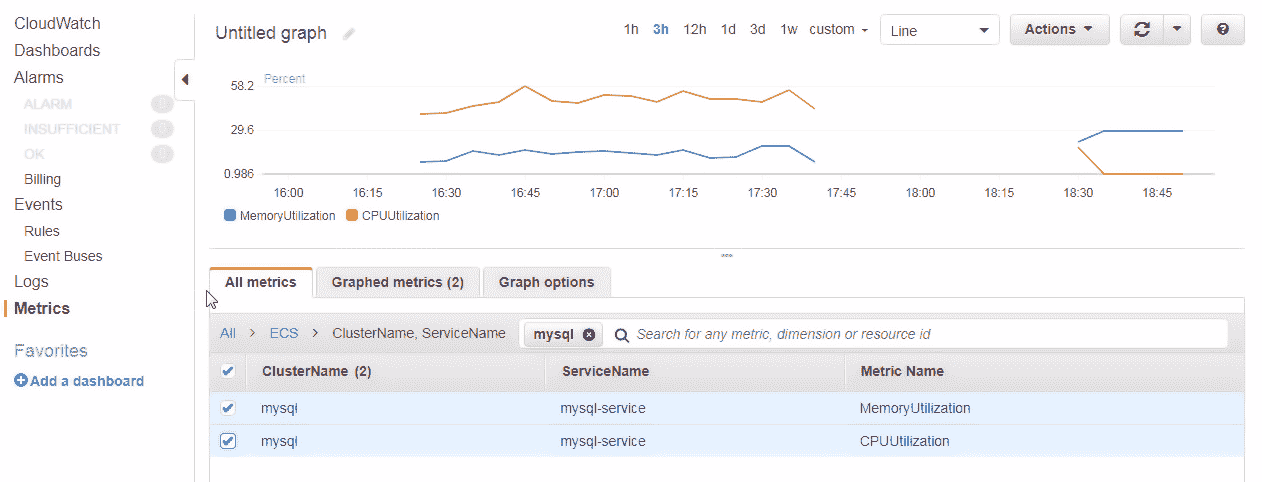 CloudWatch
Dashboards
Alarms
ALARM 0
INSUFFICIENT 0
OK 0
Billing
Events
Rules
Event Buses
Logs
Metrics
Favorites
Add a dashboard
Untitled graph
1h 3h 12h 1d 3d 1w custom Line Actions ?
Percent
58.2
29.6
0.986
16:00 16:15 16:30 16:45 17:00 17:15 17:30 17:45 18:00 18:15 18:30 18:45
MemoryUtilization CPUUtilization
All metrics Graphed metrics (2) Graph options
All > ECS > ClusterName, ServiceName mysql Search for any metric, dimension or resource id
ClusterName (2) ServiceName Metric Name
mysql mysql-service MemoryUtilization
mysql mysql-service CPUUtilization